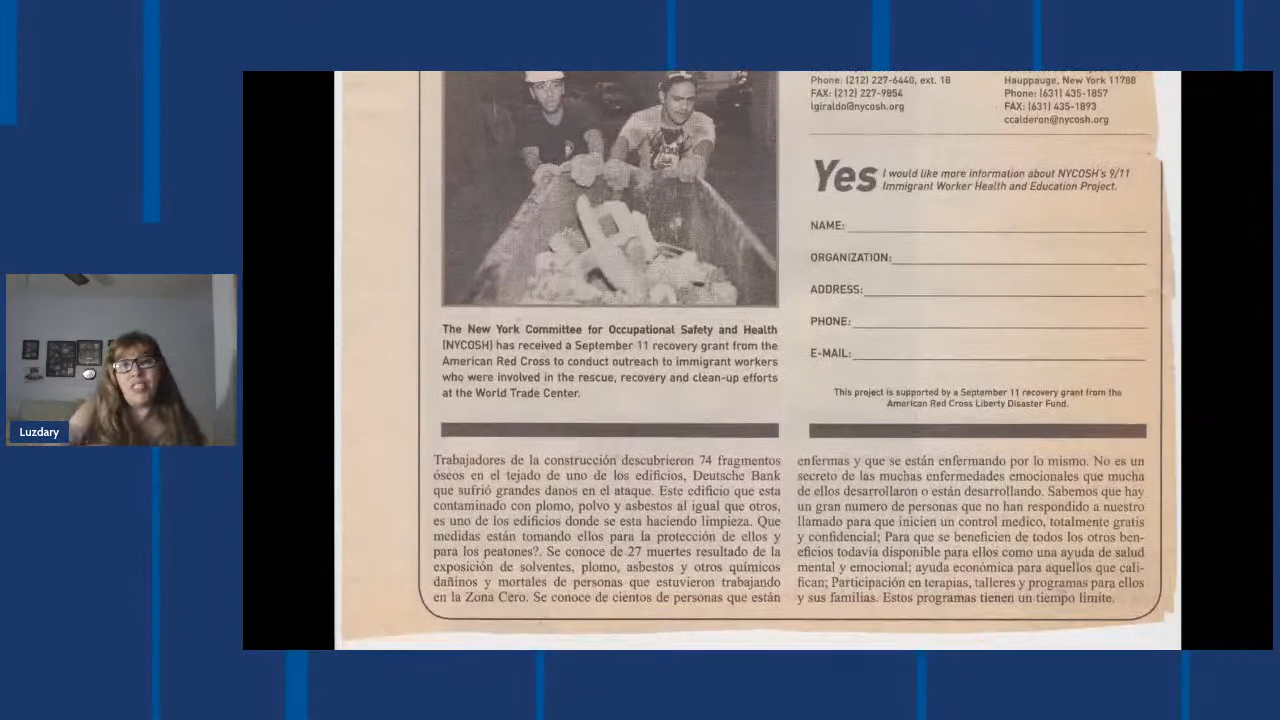 Phone: (212) 227-6440, ext. 18
FAX: (212) 227-9854
lgiraldo@nycosh.org
Hauppauge, New York 11788
Phone: (631) 435-1857
FAX: (631) 435-1893
ccalderon@nycosh.org
Yes I would like more information about NYCOSH's 9/11
Immigrant Worker Health and Education Project.
NAME:
ORGANIZATION:
ADDRESS:
PHONE:
E-MAIL:
This project is supported by a September 11 recovery grant from the
American Red Cross Liberty Disaster Fund.
The New York Committee for Occupational Safety and Health
(NYCOSH) has received a September 11 recovery grant from the
American Red Cross to conduct outreach to immigrant workers
who were involved in the rescue, recovery and clean-up efforts
at the World Trade Center.
Trabajadores de la construcción descubrieron 74 fragmentos
óseos en el tejado de uno de los edificios, Deutsche Bank
que sufrió grandes danos en el ataque. Este edificio que esta
contaminado con plomo, polvo y asbestos al igual que otros,
es uno de los edificios donde se esta haciendo limpieza. Que
medidas están tomando ellos para la protección de ellos y
para los peatones?. Se conoce de 27 muertes resultado de la
exposición de solventes, plomo, asbestos y otros químicos
dañinos y mortales de personas que estuvieron trabajando
en la Zona Cero. Se conoce de cientos de personas que están
enfermas y que se están enfermando por lo mismo. No es un
secreto de las muchas enfermedades emocionales que mucha
de ellos desarrollaron o están desarrollando. Sabemos que hay
un gran numero de personas que no han respondido a nuestro
llamado para que inicien un control medico, totalmente gratis
y confidencial; Para que se beneficien de todos los otros ben-
eficios todavía disponible para ellos como una ayuda de salud
mental y emocional; ayuda económica para aquellos que cali-
fican; Participación en terapias, talleres y programas para ellos
y sus familias. Estos programas tienen un tiempo limite.
Luzdary